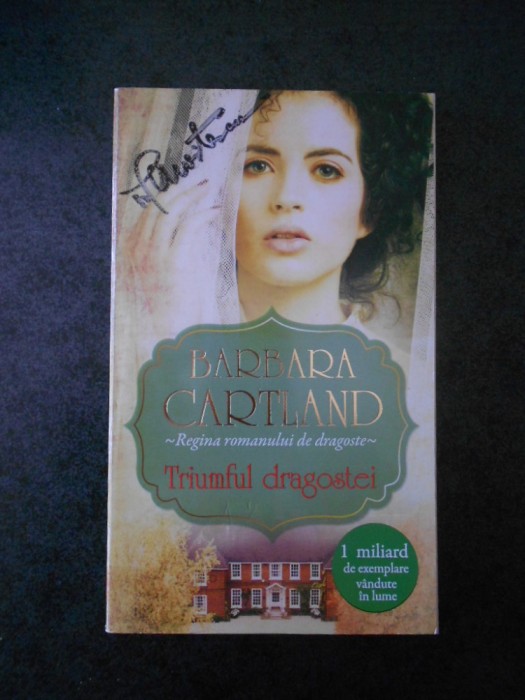 BARBARA
CARTLAND
~Regina romanului de dragoste~
Triumful dragostei
1 miliard
de exemplare
vândute
în lume